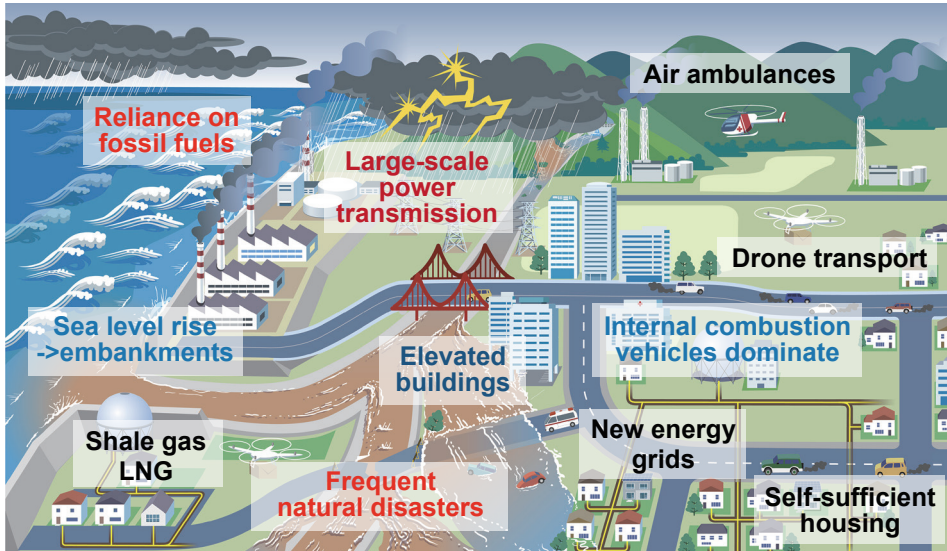 Air ambulances
Reliance on
fossil fuels
Large-scale
power
transmission
Drone transport
Sea level rise
->embankments
Elevated
buildings
Internal combustion
vehicles dominate
Shale gas
LNG
New energy
grids
Frequent
natural disasters
Self-sufficient
housing